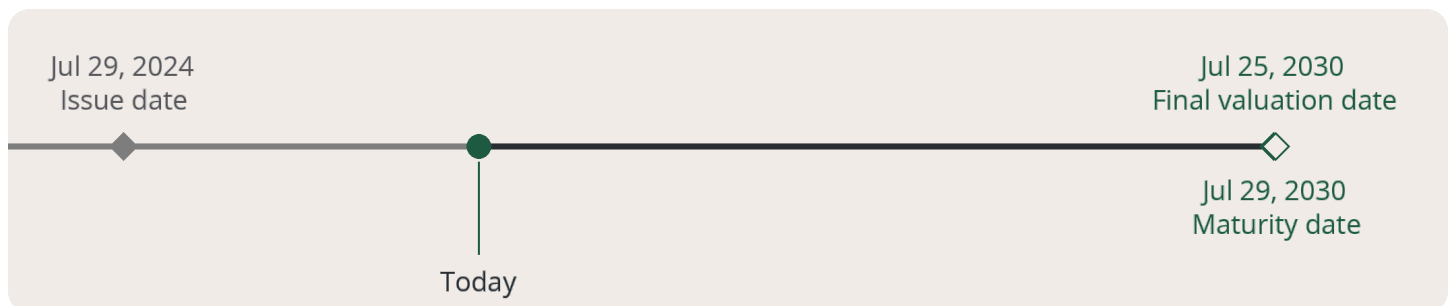 Jul 29, 2024
Issue date
Jul 25, 2030
Final valuation date
Jul 29, 2030
Maturity date
Today